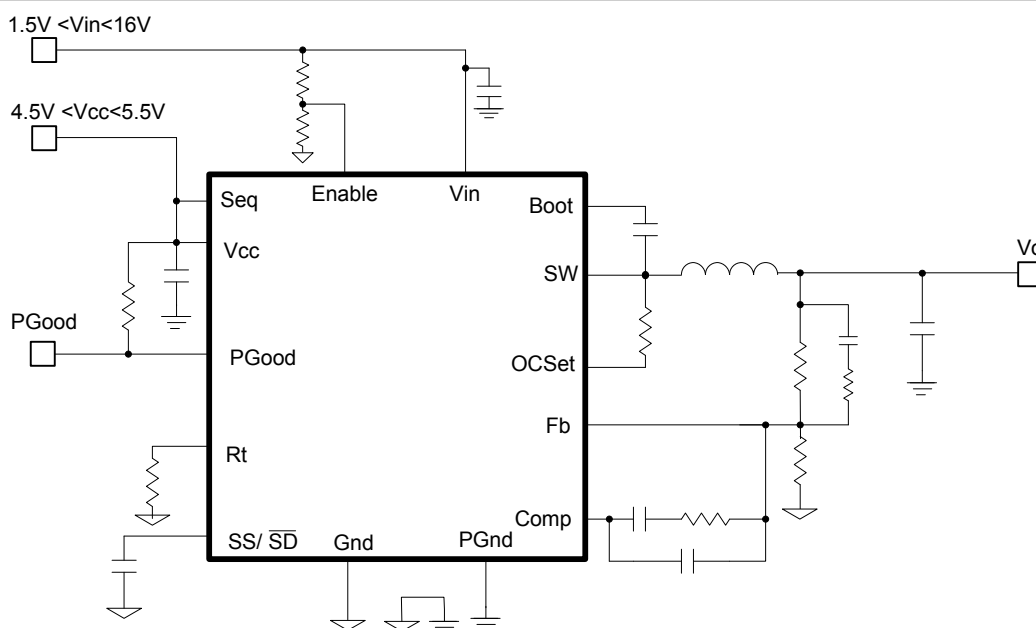 1.5V <Vin<16V
4.5V <Vcc<5.5V
Enable
Vin
Seq
Boot
Vcc
SW
PGood
PGood
OCSet
Fb
Rt
Comp
SS/ SD
Gnd
PGnd